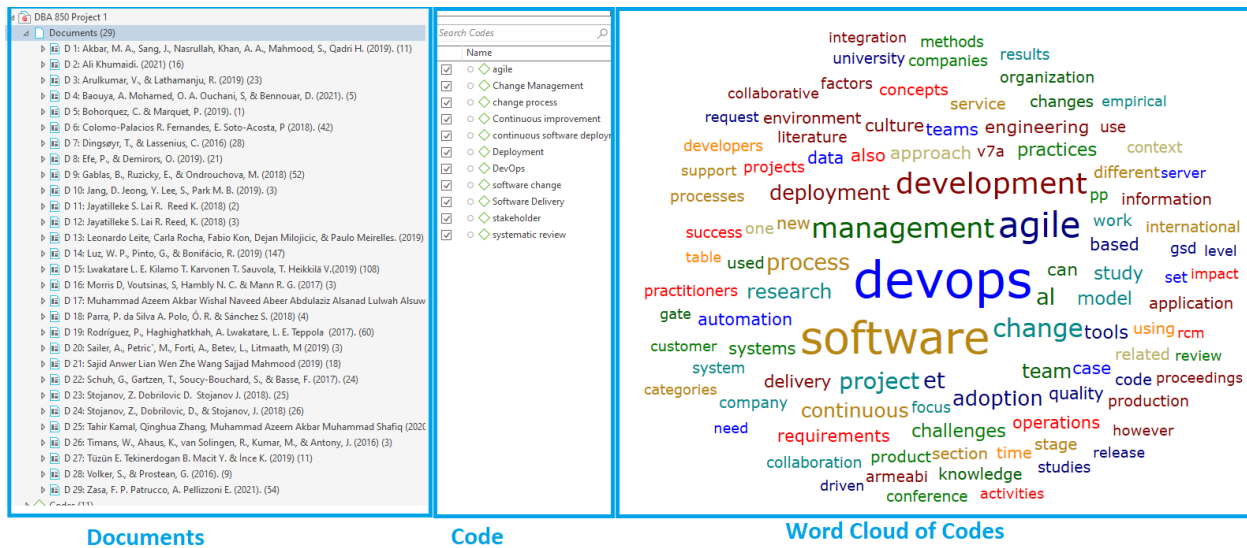 DBA 850 Project 1
Documents (29)
D 1: Akbar, M. A., Sang, J., Nasrullah, Khan, A. A., Mahmood, S., Qadri H. (2019). (11)
D 2: Ali Khumaidi. (2021) (16)
D 3: Arulkumar, V., & Lathamanju, R. (2019) (23)
D 4: Baouya, A. Mohamed, O. A. Ouchani, S, & Bennouar, D. (2021). (5)
D 5: Bohorquez, C. & Marquet, P. (2019). (1)
D 6: Colomo-Palacios R. Fernandes, E. Soto-Acosta, P (2018). (42)
D 7: Dingsøyr, T., & Lassenius, C. (2016) (28)
D 8: Efe, P., & Demirors, O. (2019). (21)
D 9: Gablas, B., Ruzicky, E., & Ondrouchova, M. (2018) (52)
D 10: Jang, D. Jeong, Y. Lee, S., Park M. B. (2019). (3)
D 11: Jayatilleke S. Lai R. Reed K. (2018) (2)
D 12: Jayatilleke S. Lai R. Reed, K. (2018) (3)
D 13: Leonardo Leite, Carla Rocha, Fabio Kon, Dejan Milojicic, & Paulo Meirelles. (2019)
D 14: Luz, W. P., Pinto, G., & Bonifácio, R. (2019) (147)
D 15: Lwakatare L. E. Kilamo T. Karvonen T. Sauvola, T. Heikkilä V.(2019) (108)
D 16: Morris D, Voutsinas, S, Hambly N. C. & Mann R. G. (2017) (3)
D 17: Muhammad Azeem Akbar Wishal Naveed Abeer Abdulaziz Alsanad Lulwah Alsuw
D 18: Parra, P. da Silva A. Polo, Ó. R. & Sánchez S. (2018) (4)
D 19: Rodríguez, P., Haghighatkhah, A. Lwakatare, L. E. Teppola (2017). (60)
D 20: Sailer, A., Petric˘, M., Forti, A., Betev, L., Litmaath, M (2019) (3)
D 21: Sajid Anwer Lian Wen Zhe Wang Sajjad Mahmood (2019) (18)
D 22: Schuh, G., Gartzen, T., Soucy-Bouchard, S., & Basse, F. (2017). (24)
D 23: Stojanov, Z. Dobrilovic D. Stojanov J. (2018). (25)
D 24: Stojanov, Z., Dobrilovic, D., & Stojanov, J. (2018) (26)
D 25: Tahir Kamal, Qinghua Zhang, Muhammad Azeem Akbar Muhammad Shafiq (2020
D 26: Timans, W., Ahaus, K., van Solingen, R., Kumar, M., & Antony, J. (2016) (3)
D 27: Tüzün E. Tekinerdogan B. Macit Y. & İnce K. (2019) (11)
D 28: Volker, S., & Prostean, G. (2016). (9)
D 29: Zasa, F. P. Patrucco, A. Pellizzoni E. (2021). (54)
Codes (11)
Documents
Search Codes
Name
agile
Change Management
change process
Continuous improvement
continuous software deploym
Deployment
DevOps
software change
Software Delivery
stakeholder
systematic review
Code
integration methods
university companies results
factors organization
collaborative concepts service changes empirical
request environment culture teams engineering use
literature
developers data also approach v7a practices context
support projects different server
processes deployment development pp information
success one new management agile work international
based gsd level
table used process devops can study set impact
practitioners research al model application
gate automation software change tools using rcm
customer systems related review
system delivery project et team case code proceedings
categories adoption quality production
company continuous focus
need requirements challenges operations however
collaboration product section time stage release
driven armeabi knowledge studies
conference activities
Word Cloud of Codes